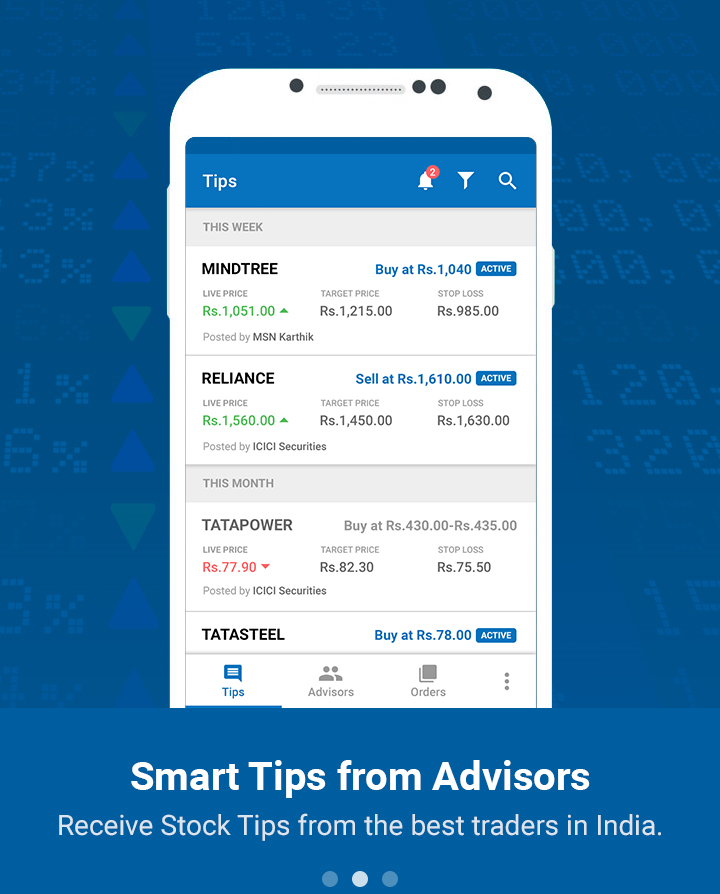 543.23
Tips
2
THIS WEEK
MINDTREE Buy at Rs.1,040 ACTIVE
LIVE PRICE TARGET PRICE STOP LOSS
Rs.1,051.00 Rs.1,215.00 Rs.985.00
Posted by MSN Karthik
RELIANCE Sell at Rs.1,610.00 ACTIVE
LIVE PRICE TARGET PRICE STOP LOSS
Rs.1,560.00 Rs.1,450.00 Rs.1,630.00
Posted by ICICI Securities
THIS MONTH
TATAPOWER Buy at Rs.430.00-Rs.435.00
LIVE PRICE TARGET PRICE STOP LOSS
Rs.77.90 Rs.82.30 Rs.75.50
Posted by ICICI Securities
TATASTEEL Buy at Rs.78.00 ACTIVE
Tips Advisors Orders
Smart Tips from Advisors
Receive Stock Tips from the best traders in India.